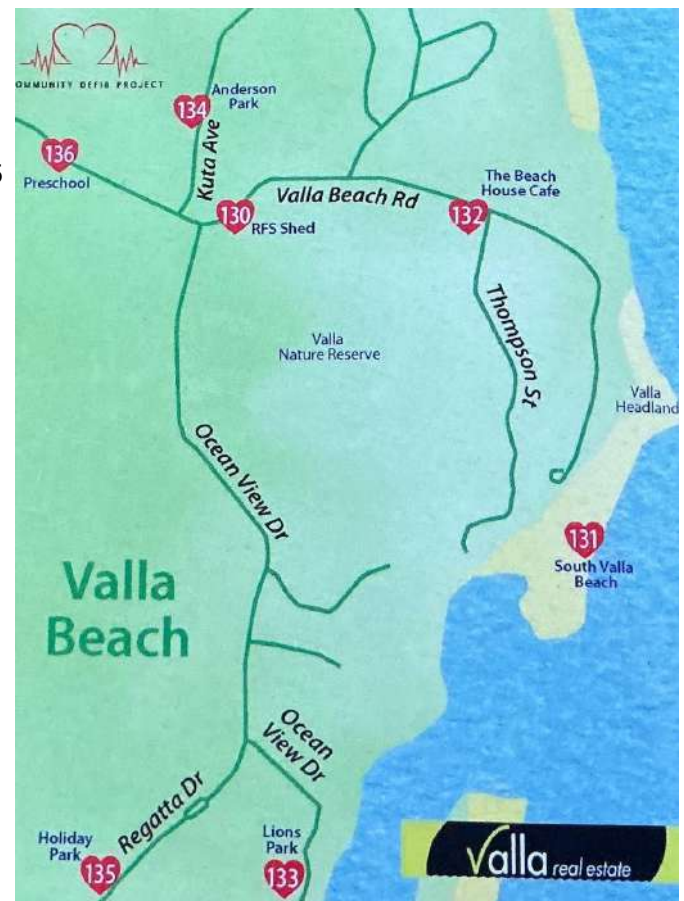 OMMUNITY DEFIB PROJECT
134
Anderson
Park
136
Preschool
Kuta Ave
130
RFS Shed
Valla Beach Rd
The Beach
House Cafe
132
Valla
Nature Reserve
Thompson St
Valla
Headland
Ocean View Dr
131
South Valla
Beach
Valla
Beach
Ocean
View Dr
Regatta Dr
Holiday
Park
135
Lions
Park
133
Valla real estate